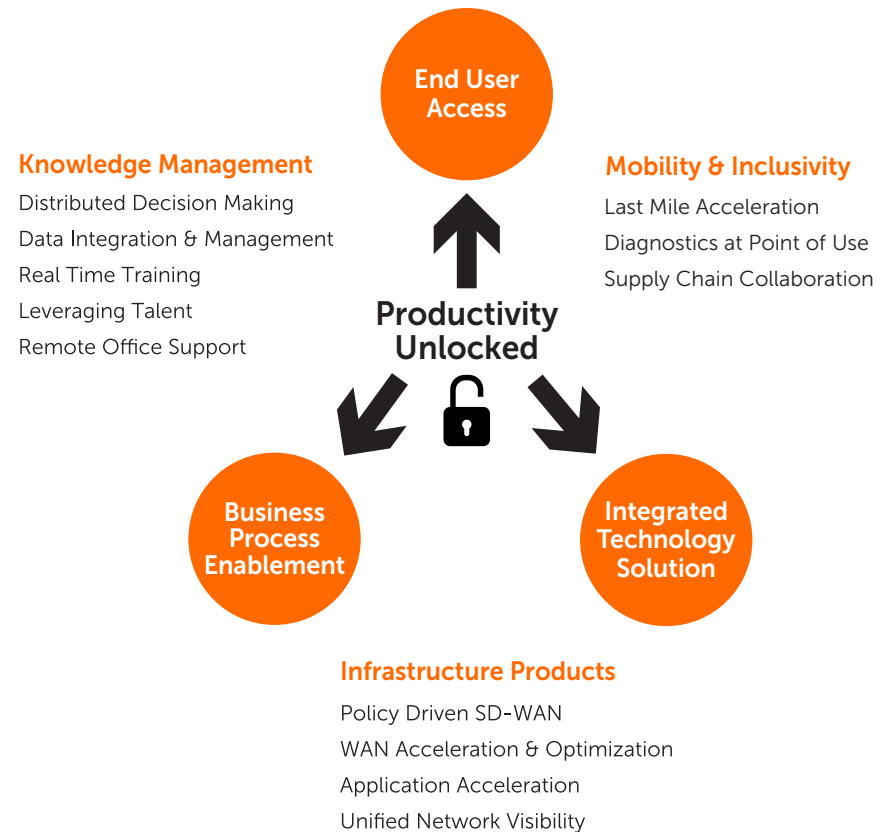 End User
Access
Knowledge Management
Distributed Decision Making
Data Integration & Management
Real Time Training
Leveraging Talent
Remote Office Support
Mobility & Inclusivity
Last Mile Acceleration
Diagnostics at Point of Use
Supply Chain Collaboration
Productivity
Unlocked
Business
Process
Enablement
Integrated
Technology
Solution
Infrastructure Products
Policy Driven SD-WAN
WAN Acceleration & Optimization
Application Acceleration
Unified Network Visibility